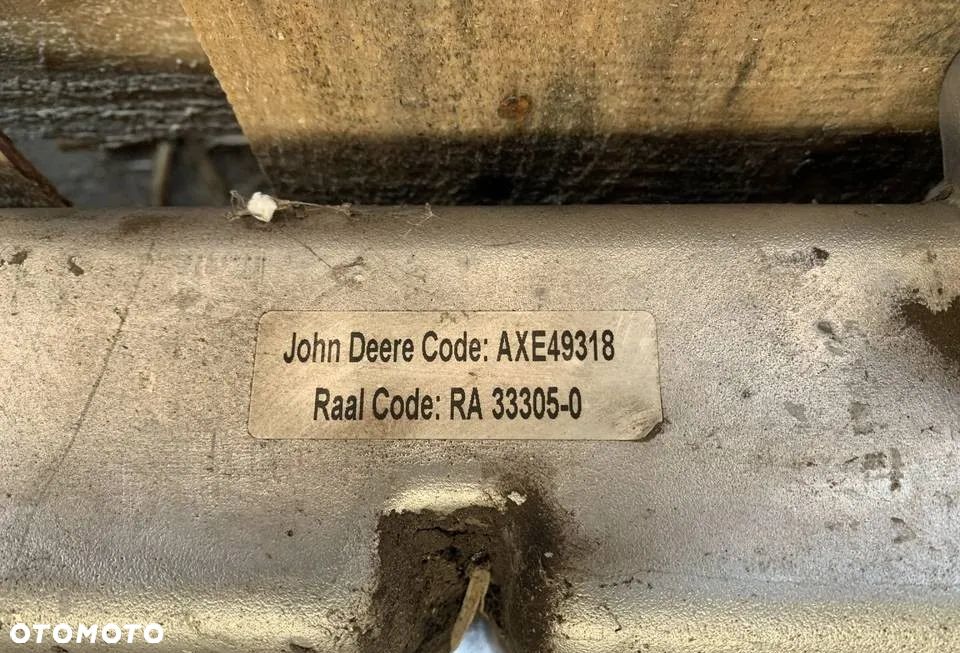 John Deere Code: AXE49318
Raal Code: RA 33305-0
OTOMOTO